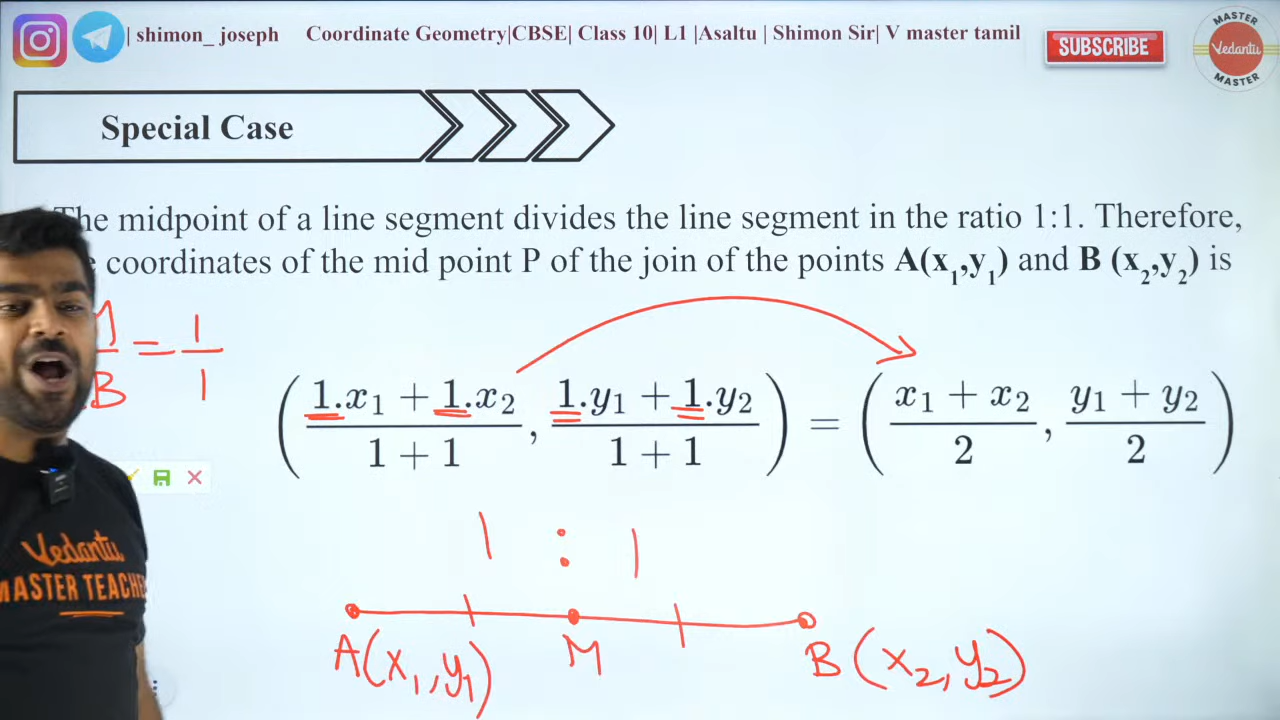 | shimon_ joseph
Coordinate Geometry|CBSE| Class 10| L1 |Asaltu | Shimon Sir| V master tamil
SUBSCRIBE
MASTER
Vedantu
MASTER
Special Case
The midpoint of a line segment divides the line segment in the ratio 1:1. Therefore,
coordinates of the mid point P of the join of the points A(x₁,y₁) and B (x₂,y₂) is
B = 1/1
((1.x₁ + 1.x₂)/(1 + 1), (1.y₁ + 1.y₂)/(1 + 1)) = ((x₁ + x₂)/2, (y₁ + y₂)/2)
1 : 1
A(x₁,y₁) M B(x₂,y₂)
Vedantu
MASTER TEACHE